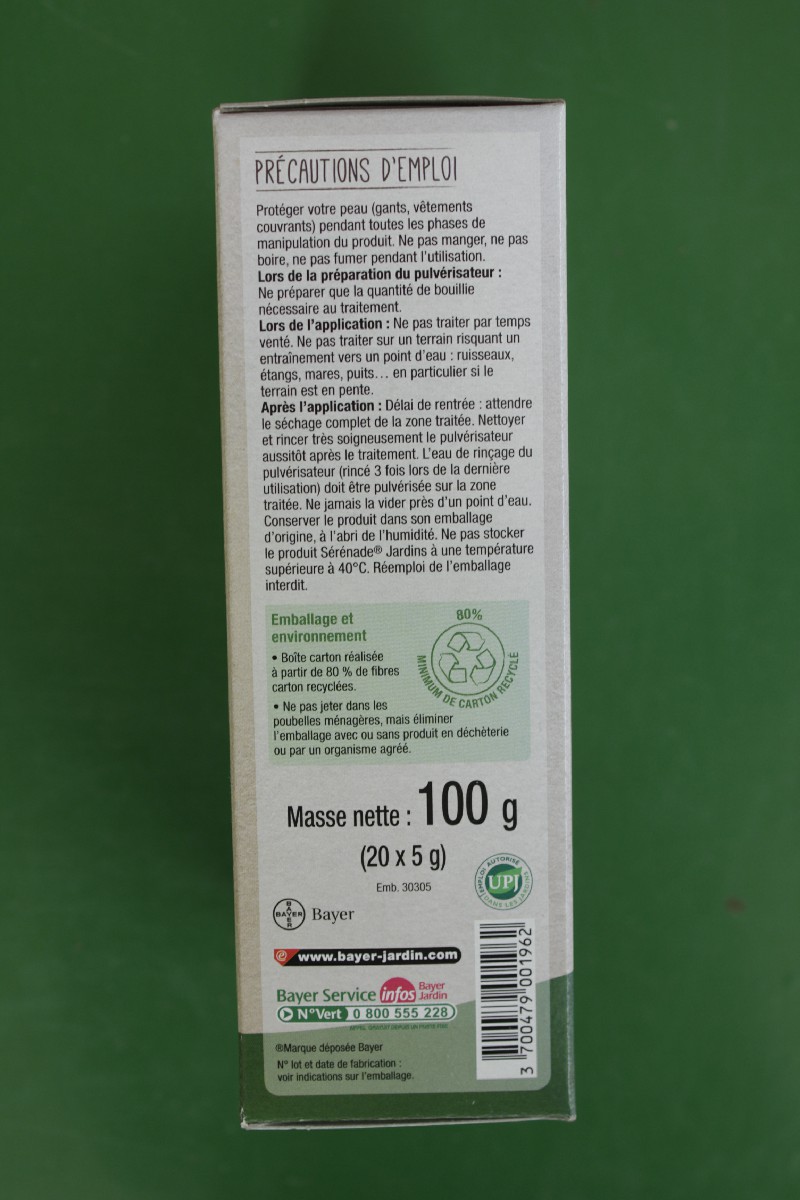 PRÉCAUTIONS D'EMPLOI
Protéger votre peau (gants, vêtements
couvrants) pendant toutes les phases de
manipulation du produit. Ne pas manger, ne pas
boire, ne pas fumer pendant l'utilisation.
Lors de la préparation du pulvérisateur :
Ne préparer que la quantité de bouillie
nécessaire au traitement.
Lors de l'application : Ne pas traiter par temps
venté. Ne pas traiter sur un terrain risquant un
entraînement vers un point d'eau : ruisseaux,
étangs, mares, puits... en particulier si le
terrain est en pente.
Après l'application : Délai de rentrée : attendre
le séchage complet de la zone traitée. Nettoyer
et rincer très soigneusement le pulvérisateur
aussitôt après le traitement. L'eau de rinçage du
pulvérisateur (rincé 3 fois lors de la dernière
utilisation) doit être pulvérisée sur la zone
traitée. Ne jamais la vider près d'un point d'eau.
Conserver le produit dans son emballage
d'origine, à l'abri de l'humidité. Ne pas stocker
le produit Sérénade® Jardins à une température
supérieure à 40°C. Réemploi de l'emballage
interdit.
Emballage et
environnement
• Boîte carton réalisée
à partir de 80 % de fibres
carton recyclées.
• Ne pas jeter dans les
poubelles ménagères, mais éliminer
l'emballage avec ou sans produit en déchèterie
ou par un organisme agréé.
80%
MINIMUM DE CARTON RECYCLÉ
Masse nette : 100 g
(20 x 5 g)
Emb. 30305
EMPLOI AUTORISÉ
UPJ
DANS LES JARDINS
BAYER
BAYER
Bayer
www.bayer-jardin.com
Bayer Service infos Bayer
Jardin
N°Vert 0 800 555 228
APPEL GRATUIT DEPUIS UN POSTE FIXE
®Marque déposée Bayer
N° lot et date de fabrication :
voir indications sur l'emballage.
3 700479 001962